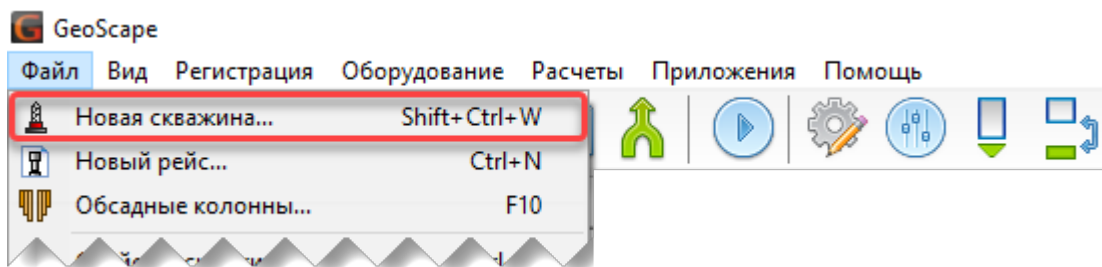 GeoScape
Файл Вид Регистрация Оборудование Расчеты Приложения Помощь
Новая скважина... Shift+Ctrl+W
Новый рейс... Ctrl+N
Обсадные колонны... F10